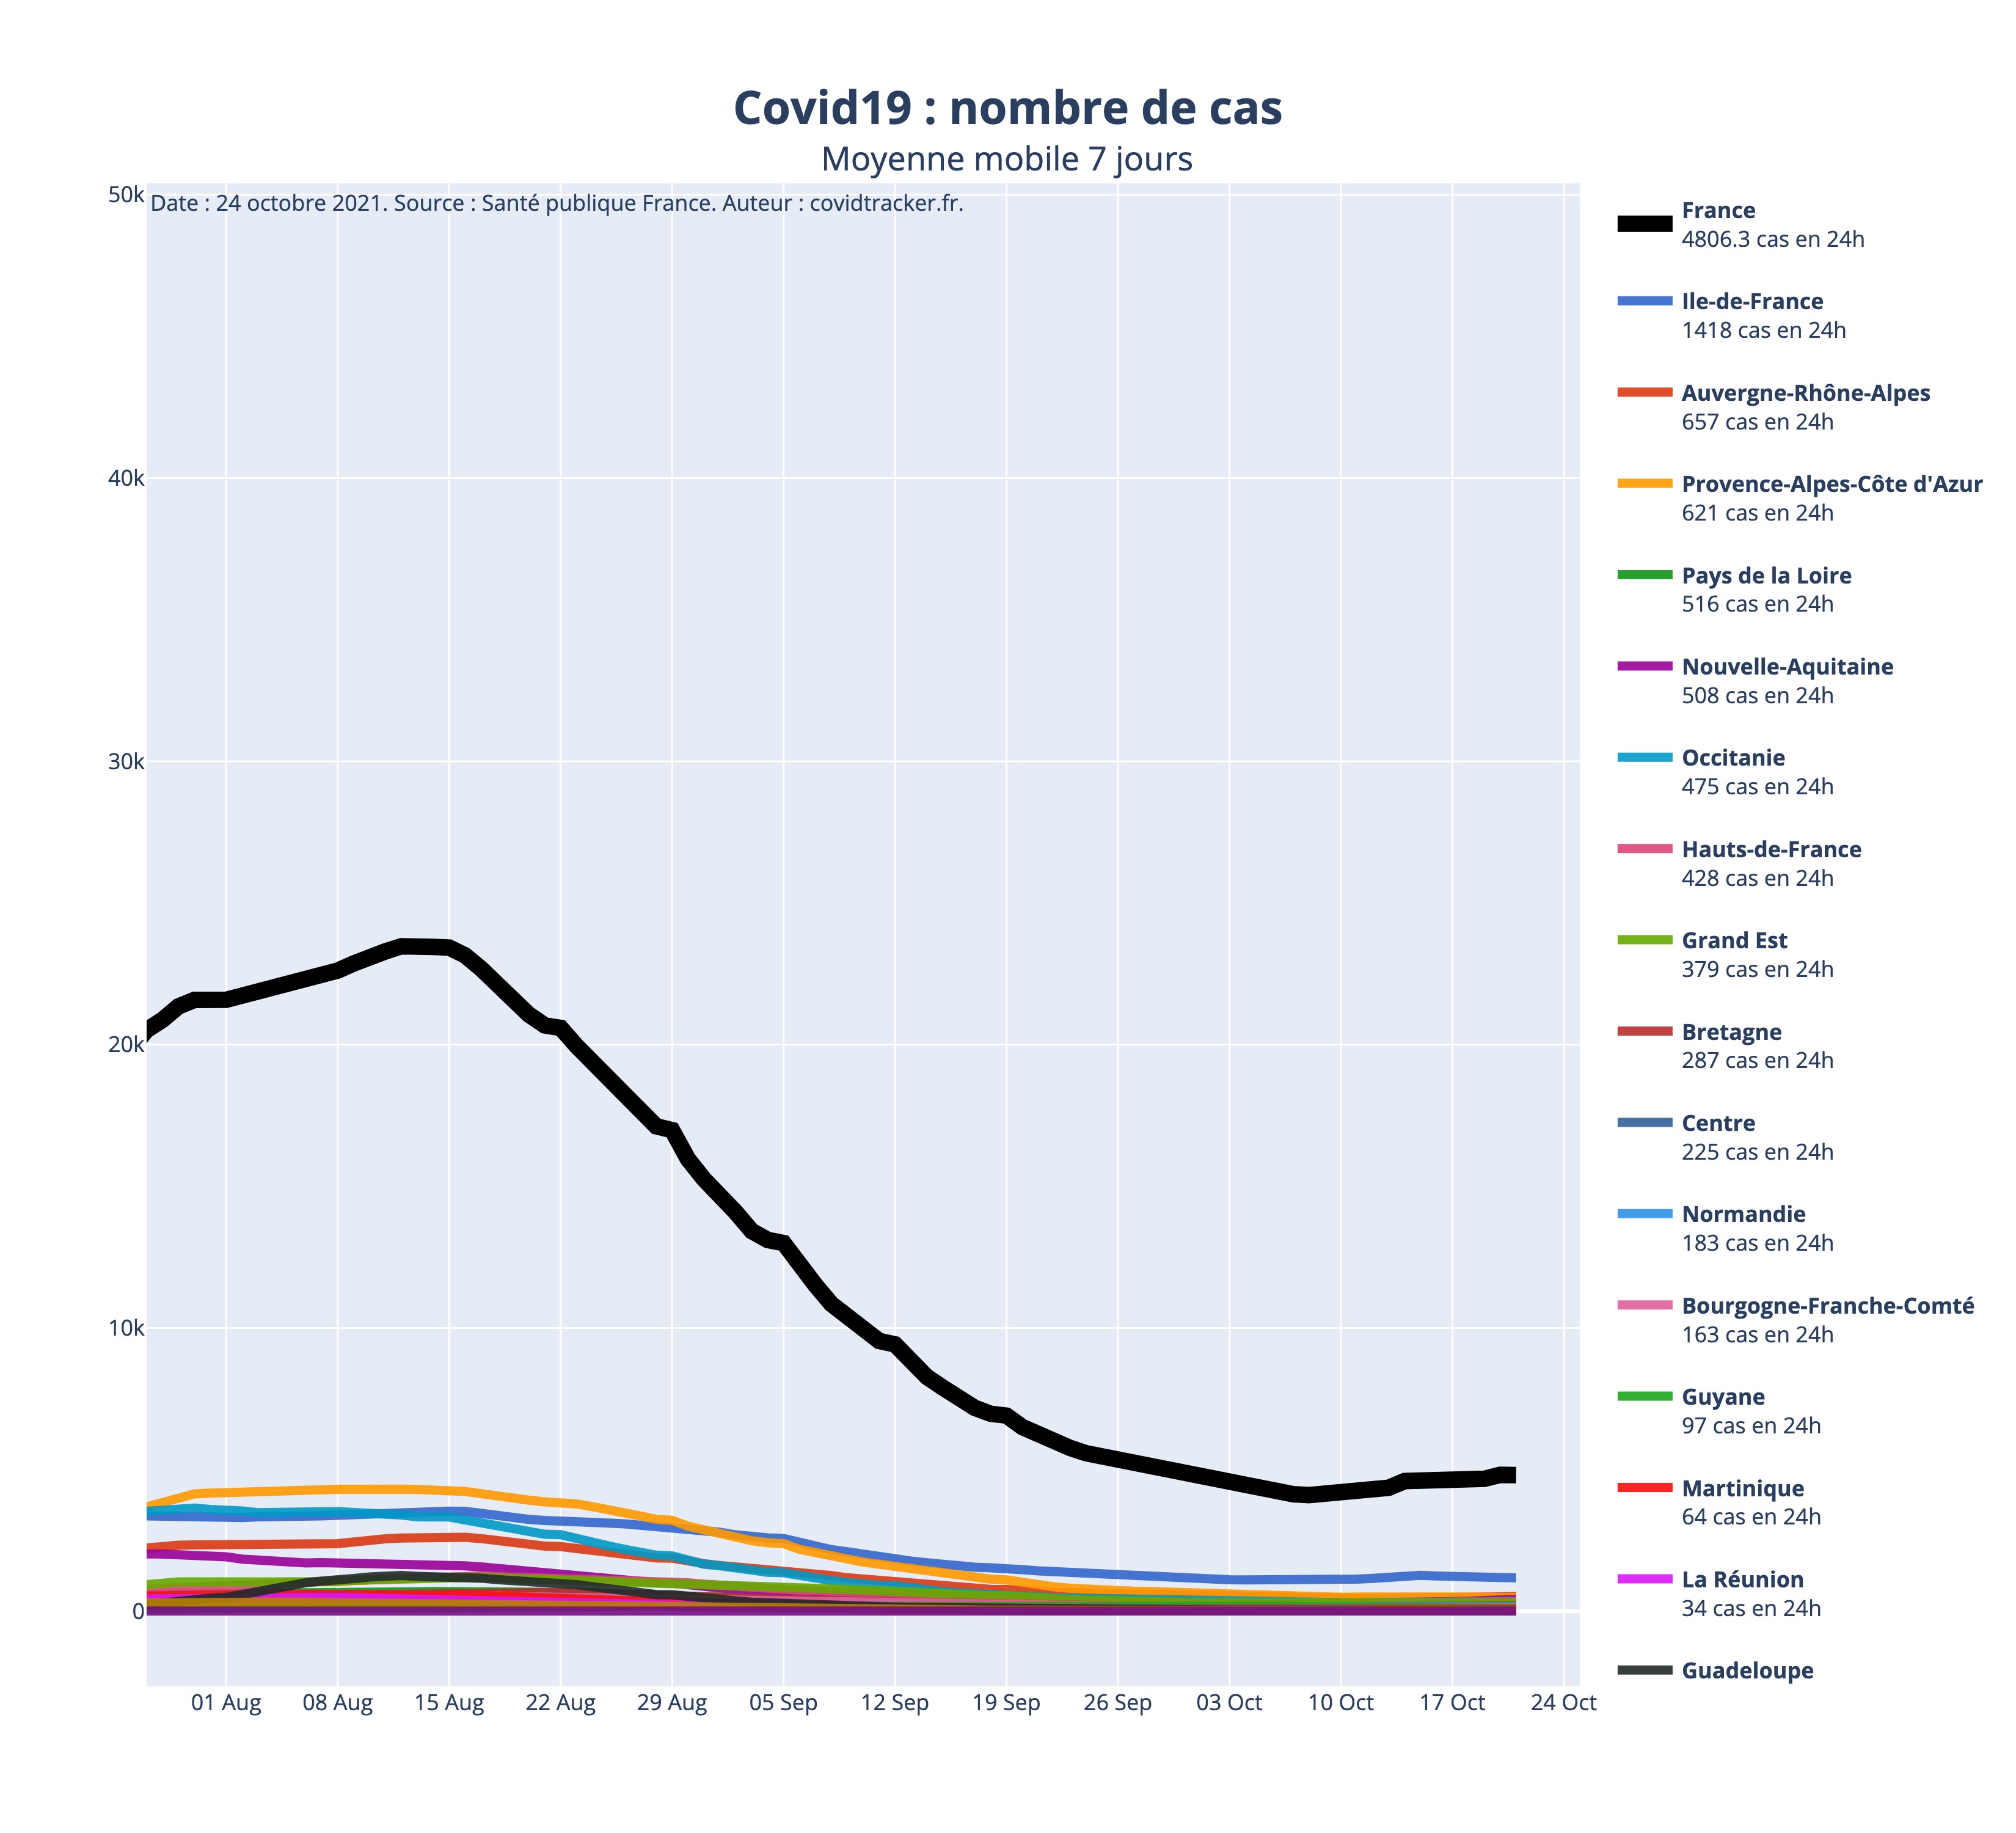 Covid19 : nombre de cas
Moyenne mobile 7 jours
Date : 24 octobre 2021. Source : Santé publique France. Auteur : covidtracker.fr.
50k
40k
30k
20k
10k
0
01 Aug
08 Aug
15 Aug
22 Aug
29 Aug
05 Sep
12 Sep
19 Sep
26 Sep
03 Oct
10 Oct
17 Oct
24 Oct
France
4806.3 cas en 24h
Ile-de-France
1418 cas en 24h
Auvergne-Rhône-Alpes
657 cas en 24h
Provence-Alpes-Côte d'Azur
621 cas en 24h
Pays de la Loire
516 cas en 24h
Nouvelle-Aquitaine
508 cas en 24h
Occitanie
475 cas en 24h
Hauts-de-France
428 cas en 24h
Grand Est
379 cas en 24h
Bretagne
287 cas en 24h
Centre
225 cas en 24h
Normandie
183 cas en 24h
Bourgogne-Franche-Comté
163 cas en 24h
Guyane
97 cas en 24h
Martinique
64 cas en 24h
La Réunion
34 cas en 24h
Guadeloupe